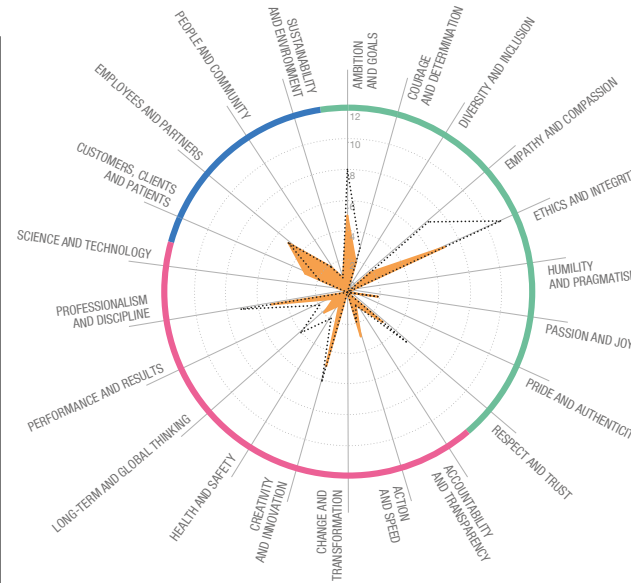 AMBITION
AND GOALS
COURAGE
AND DETERMINATION
DIVERSITY AND INCLUSION
EMPATHY AND COMPASSION
ETHICS AND INTEGRIT
HUMILITY
AND PRAGMATISM
PASSION AND JOY
PRIDE AND AUTHENTICIT
RESPECT AND TRUST
ACCOUNTABILITY
AND TRANSPARENCY
ACTION
AND SPEED
CHANGE AND
TRANSFORMATION
CREATIVITY
AND INNOVATION
HEALTH AND SAFETY
LONG-TERM AND GLOBAL THINKING
PERFORMANCE AND RESULTS
PROFESSIONALISM
AND DISCIPLINE
SCIENCE AND TECHNOLOGY
CUSTOMERS, CLIENTS
AND PATIENTS
EMPLOYEES AND PARTNERS
PEOPLE AND COMMUNITY
SUSTAINABILITY
AND ENVIRONMENT
12
10
8